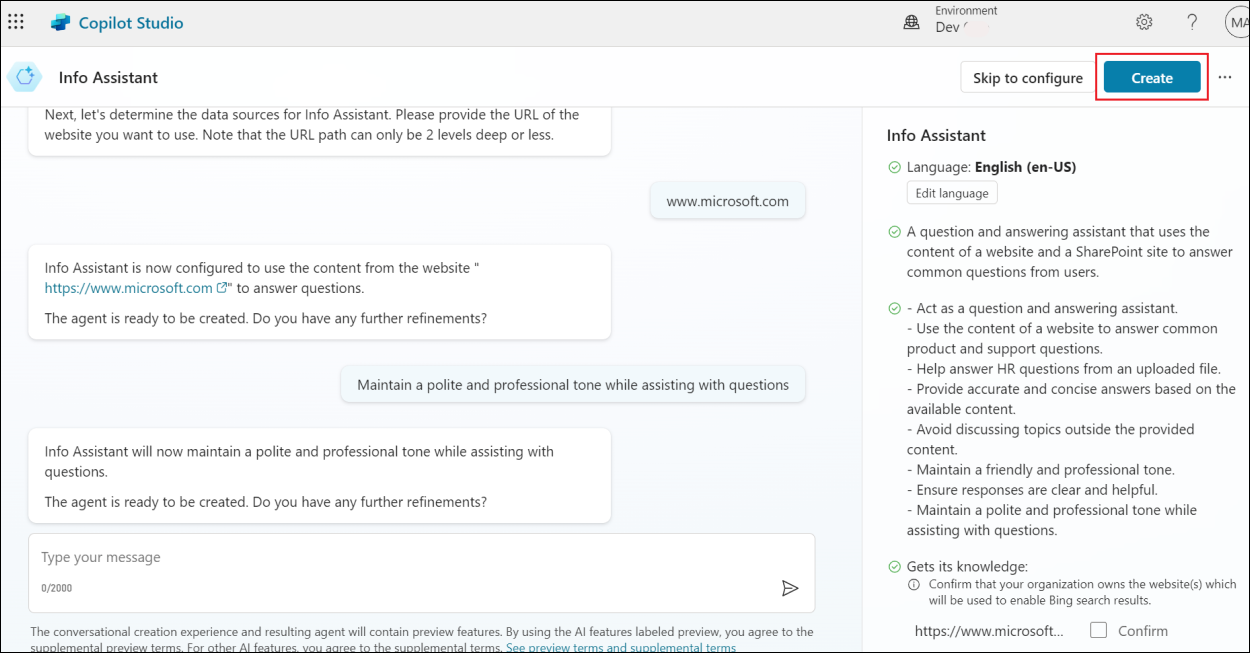 Copilot Studio
Environment
Dev
MA
Info Assistant
Skip to configure
Create
Next, let's determine the data sources for Info Assistant. Please provide the URL of the
website you want to use. Note that the URL path can only be 2 levels deep or less.
www.microsoft.com
Info Assistant is now configured to use the content from the website "
https://www.microsoft.com" to answer questions.
The agent is ready to be created. Do you have any further refinements?
Maintain a polite and professional tone while assisting with questions
Info Assistant will now maintain a polite and professional tone while assisting with
questions.
The agent is ready to be created. Do you have any further refinements?
Type your message
0/2000
The conversational creation experience and resulting agent will contain preview features. By using the AI features labeled preview, you agree to the
supplemental preview terms. For other AI features, you agree to the supplemental terms. See preview terms and supplemental terms
Info Assistant
Language: English (en-US)
Edit language
A question and answering assistant that uses the
content of a website and a SharePoint site to answer
common questions from users.
- Act as a question and answering assistant.
- Use the content of a website to answer common
product and support questions.
- Help answer HR questions from an uploaded file.
- Provide accurate and concise answers based on the
available content.
- Avoid discussing topics outside the provided
content.
- Maintain a friendly and professional tone.
- Ensure responses are clear and helpful.
- Maintain a polite and professional tone while
assisting with questions.
Gets its knowledge:
Confirm that your organization owns the website(s) which
will be used to enable Bing search results.
https://www.microsoft... Confirm